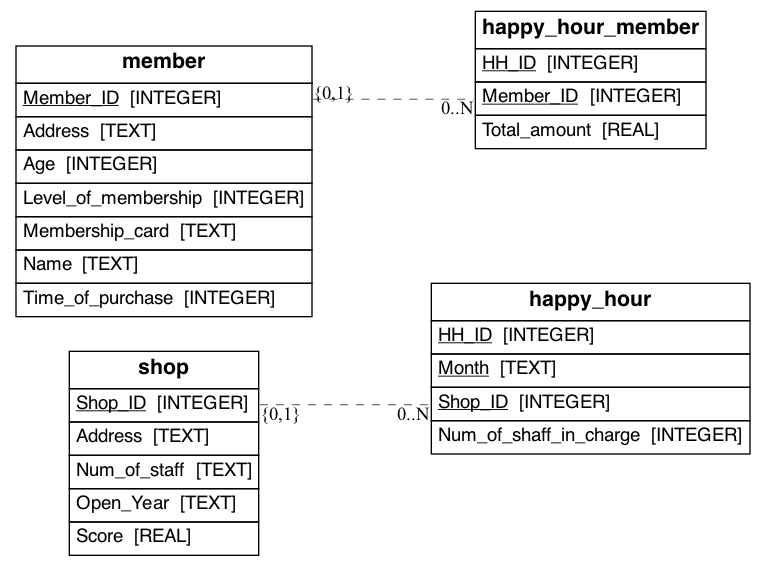 member
Member_ID [INTEGER]
Address [TEXT]
Age [INTEGER]
Level_of_membership [INTEGER]
Membership_card [TEXT]
Name [TEXT]
Time_of_purchase [INTEGER]
{0,1}
0..N
happy_hour_member
HH_ID [INTEGER]
Member_ID [INTEGER]
Total_amount [REAL]
shop
Shop_ID [INTEGER]
Address [TEXT]
Num_of_staff [TEXT]
Open_Year [TEXT]
Score [REAL]
{0,1}
0..N
happy_hour
HH_ID [INTEGER]
Month [TEXT]
Shop_ID [INTEGER]
Num_of_shaff_in_charge [INTEGER]